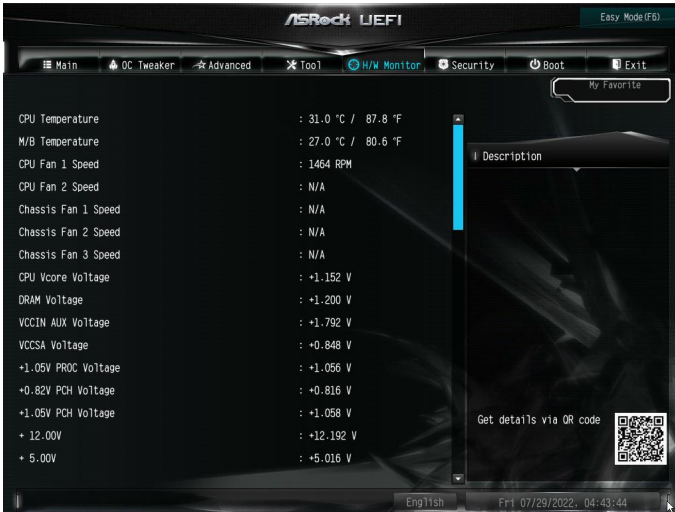 ASRock UEFI
Easy Mode(F6)
Main OC Tweaker Advanced Tool H/W Monitor Security Boot Exit
My Favorite
CPU Temperature : 31.0 °C / 87.8 °F
M/B Temperature : 27.0 °C / 80.6 °F
CPU Fan 1 Speed : 1464 RPM
CPU Fan 2 Speed : N/A
Chassis Fan 1 Speed : N/A
Chassis Fan 2 Speed : N/A
Chassis Fan 3 Speed : N/A
CPU Vcore Voltage : +1.152 V
DRAM Voltage : +1.200 V
VCCIN AUX Voltage : +1.792 V
VCCSA Voltage : +0.848 V
+1.05V PROC Voltage : +1.056 V
+0.82V PCH Voltage : +0.816 V
+1.05V PCH Voltage : +1.058 V
+ 12.00V : +12.192 V
+ 5.00V : +5.016 V
Description
Get details via QR code
English
Fri 07/29/2022. 04:43:44